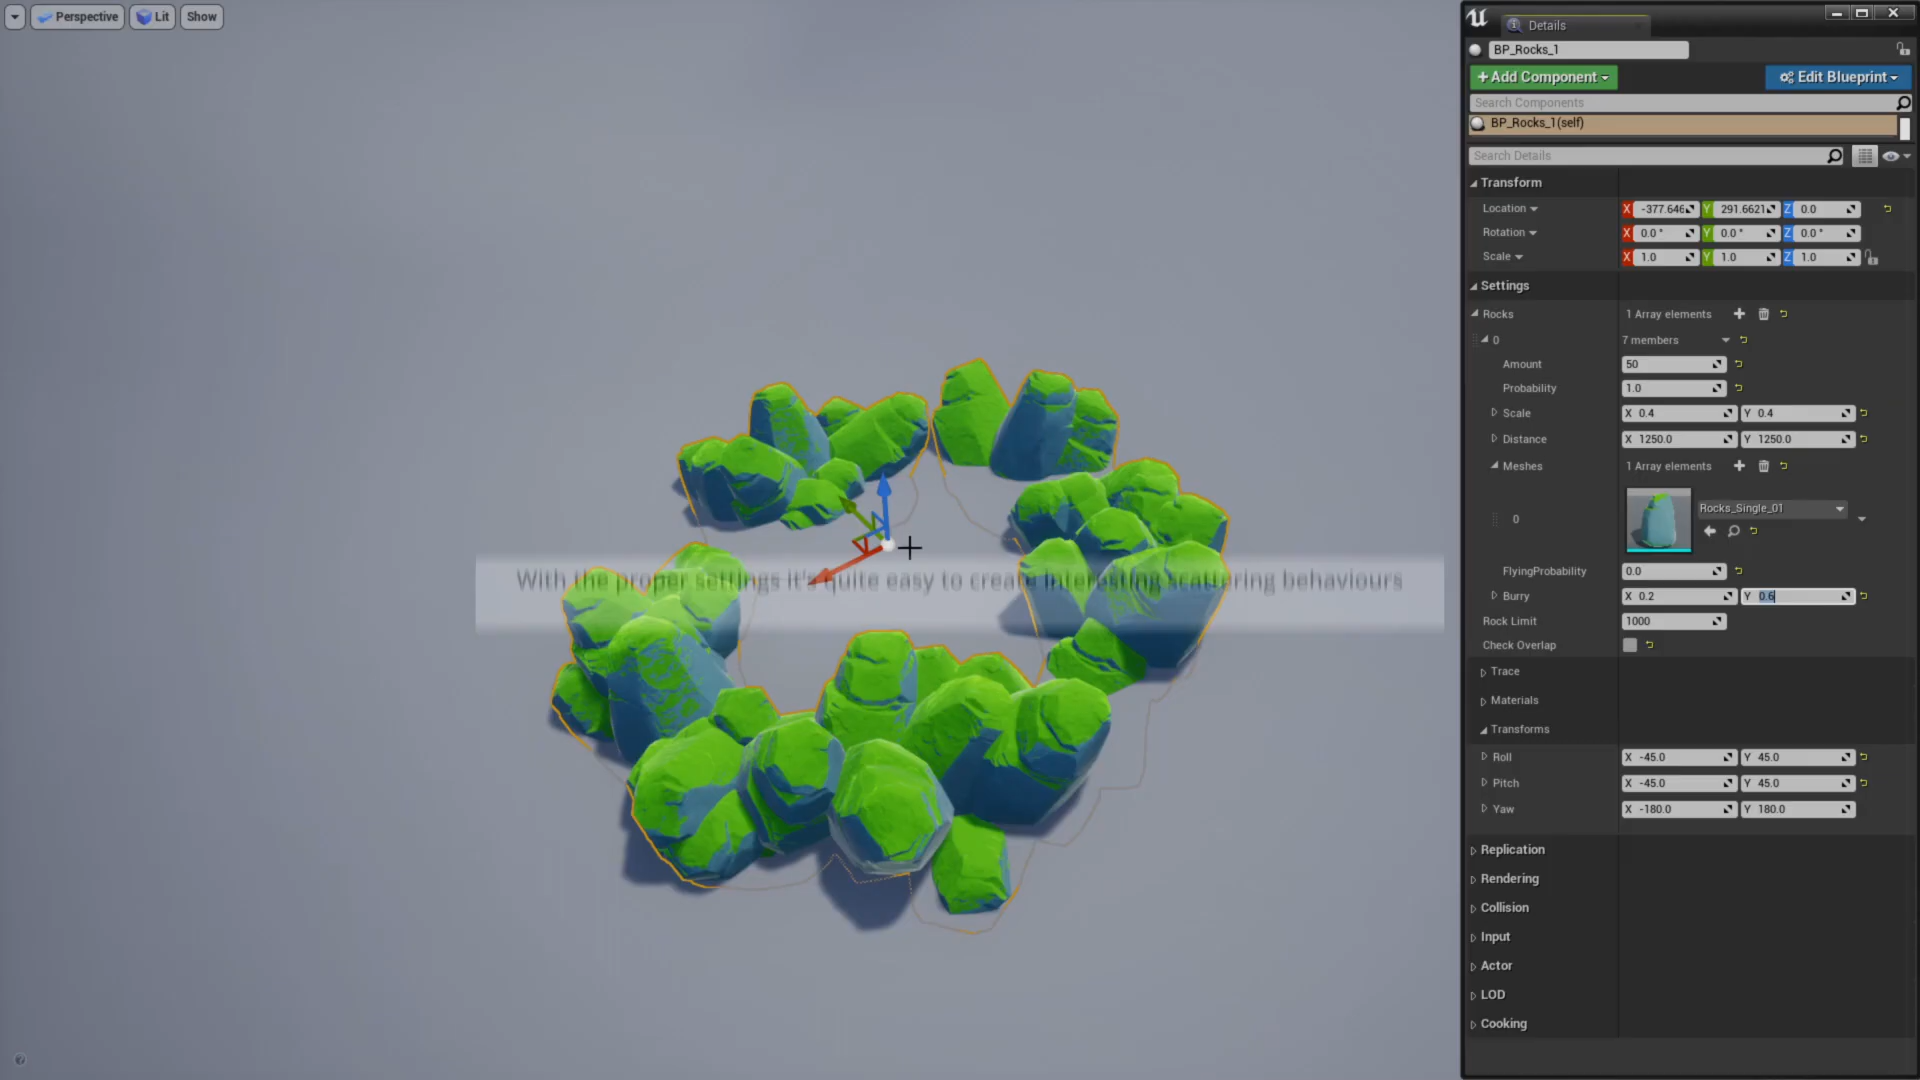 Perspective Lit Show
Details
BP_Rocks_1
+Add Component Edit Blueprint
Search Components
BP_Rocks_1(self)
Search Details
Transform
Location X -377.646 Y 291.6621 Z 0.0
Rotation X 0.0 ° Y 0.0 ° Z 0.0 °
Scale X 1.0 Y 1.0 Z 1.0
Settings
Rocks 1 Array elements
0 7 members
Amount 50
Probability 1.0
Scale X 0.4 Y 0.4
Distance X 1250.0 Y 1250.0
Meshes 1 Array elements
0 Rocks_Single_01
With the proper settings it's quite easy to create interesting scattering behaviours
FlyingProbability 0.0
Burry X 0.2 Y 0.6
Rock Limit 1000
Check Overlap
Trace
Materials
Transforms
Roll X -45.0 Y 45.0
Pitch X -45.0 Y 45.0
Yaw X -180.0 Y 180.0
Replication
Rendering
Collision
Input
Actor
LOD
Cooking